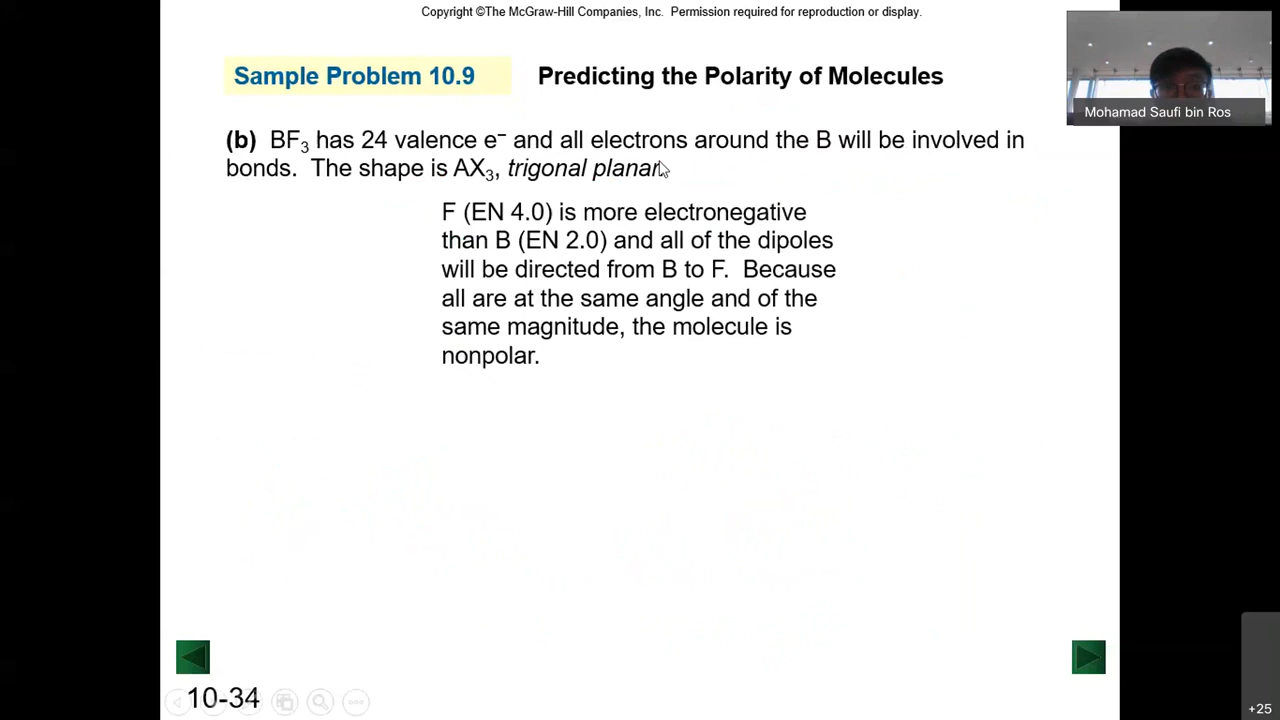 Copyright ©The McGraw-Hill Companies, Inc. Permission required for reproduction or display.
Sample Problem 10.9 Predicting the Polarity of Molecules
Mohamad Saufi bin Ros
(b) BF₃ has 24 valence e⁻ and all electrons around the B will be involved in
bonds. The shape is AX₃, trigonal planar.
F (EN 4.0) is more electronegative
than B (EN 2.0) and all of the dipoles
will be directed from B to F. Because
all are at the same angle and of the
same magnitude, the molecule is
nonpolar.
10-34
+25